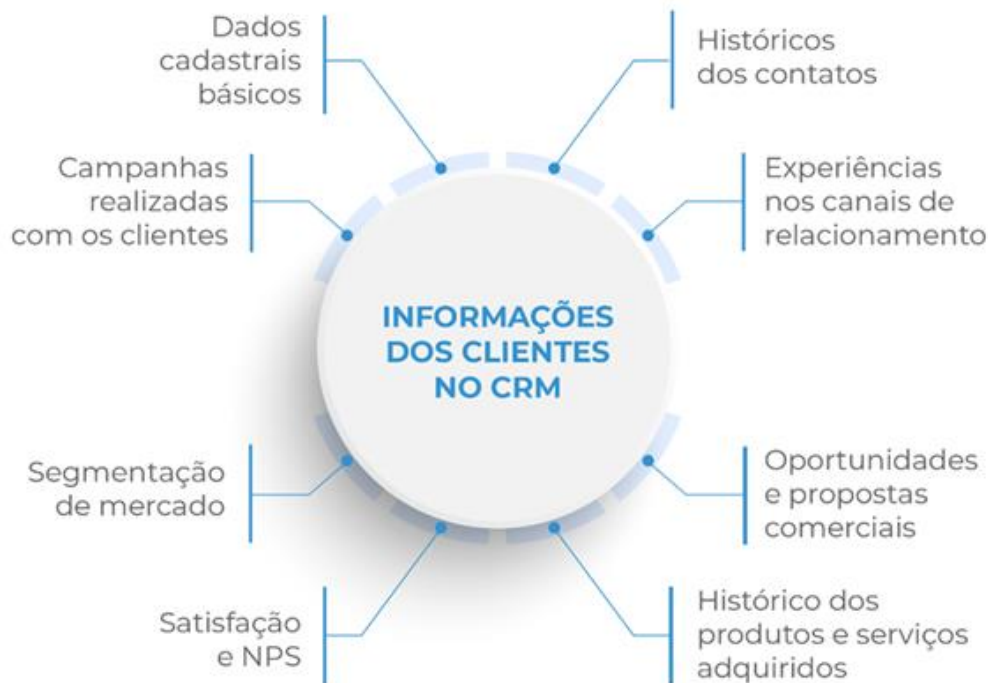 Dados
cadastrais
básicos
Históricos
dos contatos
Campanhas
realizadas
com os clientes
Experiências
nos canais de
relacionamento
INFORMAÇÕES
DOS CLIENTES
NO CRM
Segmentação
de mercado
Oportunidades
e propostas
comerciais
Satisfação
e NPS
Histórico dos
produtos e serviços
adquiridos